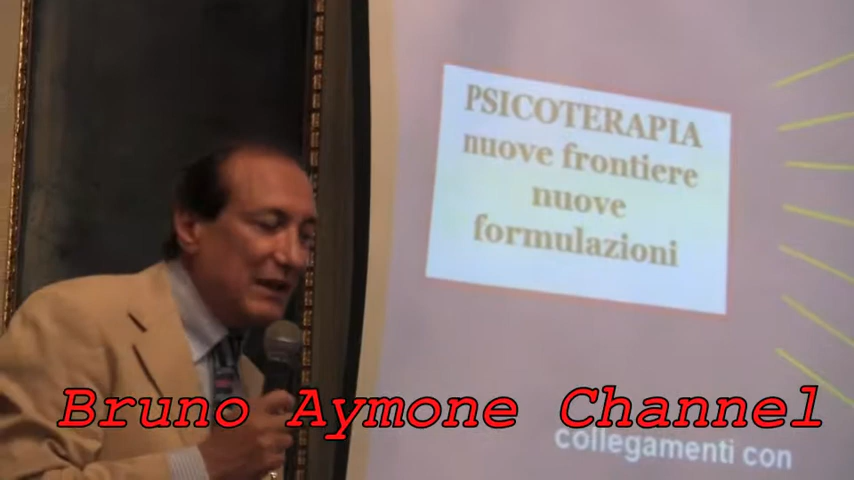 PSICOTERAPIA
nuove frontiere
nuove
formulazioni
Bruno Aymone Channel
collegamenti con